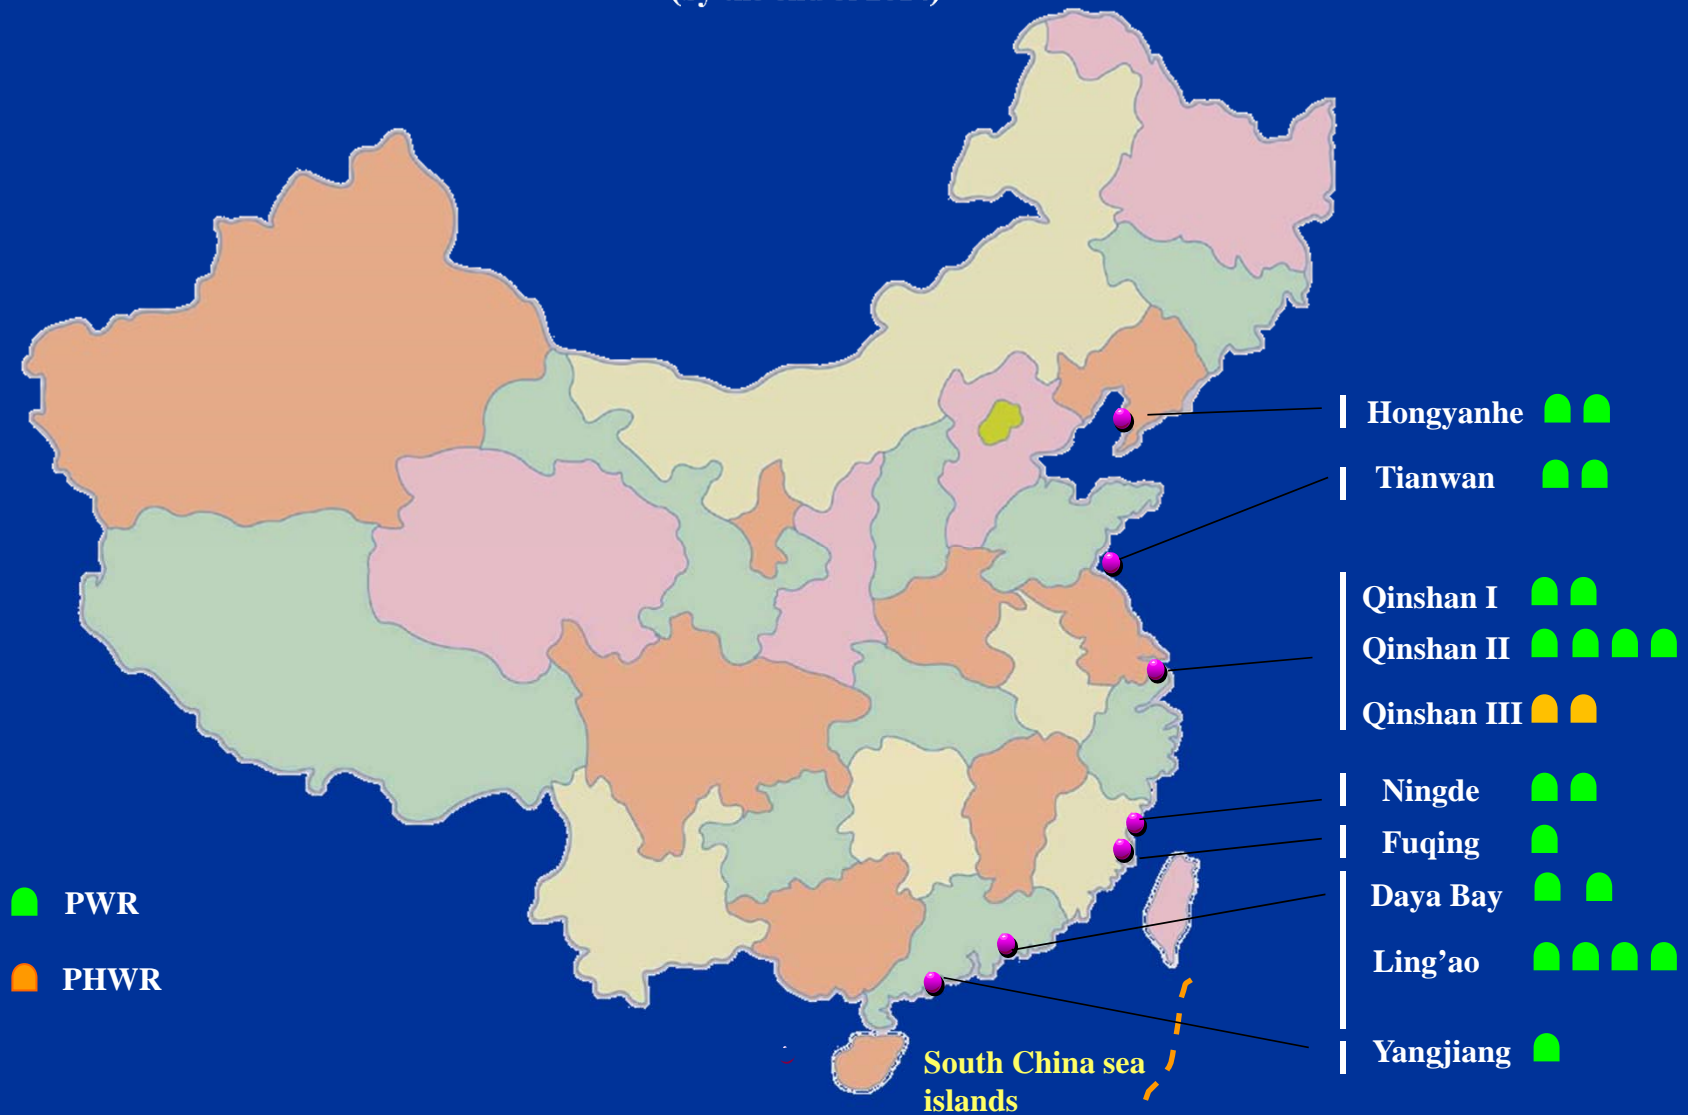 Hongyanhe
Tianwan
Qinshan I
Qinshan II
Qinshan III
Ningde
Fuqing
Daya Bay
Ling’ao
Yangjiang
PWR
PHWR
South China sea
islands